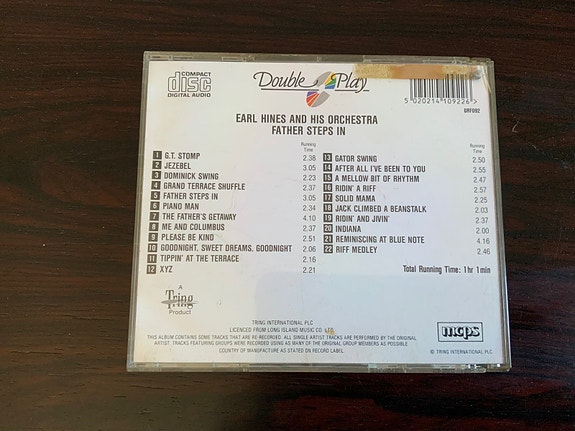 COMPACT
disc
DIGITAL AUDIO
Double Play
5 020214 109226>
GRF092
EARL HINES AND HIS ORCHESTRA
FATHER STEPS IN
Running
Time
1 G.T. STOMP 2.38
2 JEZEBEL 3.05
3 DOMINICK SWING 2.23
4 GRAND TERRACE SHUFFLE 2.37
5 FATHER STEPS IN 3.05
6 PIANO MAN 2.34
7 THE FATHER'S GETAWAY 4.10
8 ME AND COLUMBUS 2.37
9 PLEASE BE KIND 2.51
10 GOODNIGHT, SWEET DREAMS, GOODNIGHT 2.06
11 TIPPIN' AT THE TERRACE 2.16
12 XYZ 2.21
Running
Time
13 GATOR SWING 2.50
14 AFTER ALL I'VE BEEN TO YOU 2.55
15 A MELLOW BIT OF RHYTHM 2.47
16 RIDIN' A RIFF 2.57
17 SOLID MAMA 2.25
18 JACK CLIMBED A BEANSTALK 2.03
19 RIDIN' AND JIVIN' 2.37
20 INDIANA 2.00
21 REMINISCING AT BLUE NOTE 4.16
22 RIFF MEDLEY 2.46
Total Running Time: 1hr 1min
A
Tring
Product
TRING INTERNATIONAL PLC
LICENCED FROM LONG ISLAND MUSIC CO. LTD.
THIS ALBUM CONTAINS SOME TRACKS THAT ARE RE-RECORDED. ALL SINGLE ARTIST TRACKS ARE PERFORMED BY THE ORIGINAL
ARTIST. TRACKS FEATURING GROUPS WERE RECORDED USING AS MANY OF THE ORIGINAL GROUP MEMBERS AS POSSIBLE
COUNTRY OF MANUFACTURE AS STATED ON RECORD LABEL.
mcps
© TRING INTERNATIONAL PLC